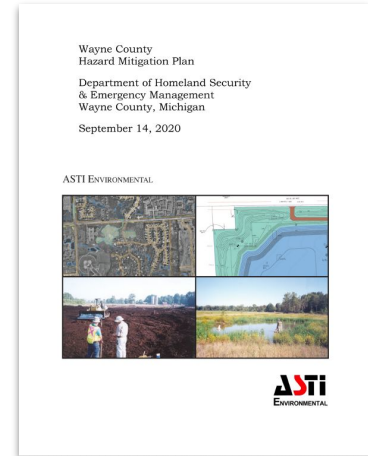 Wayne County
Hazard Mitigation Plan
Department of Homeland Security
& Emergency Management
Wayne County, Michigan
September 14, 2020
ASTI ENVIRONMENTAL
ASTI
ENVIRONMENTAL